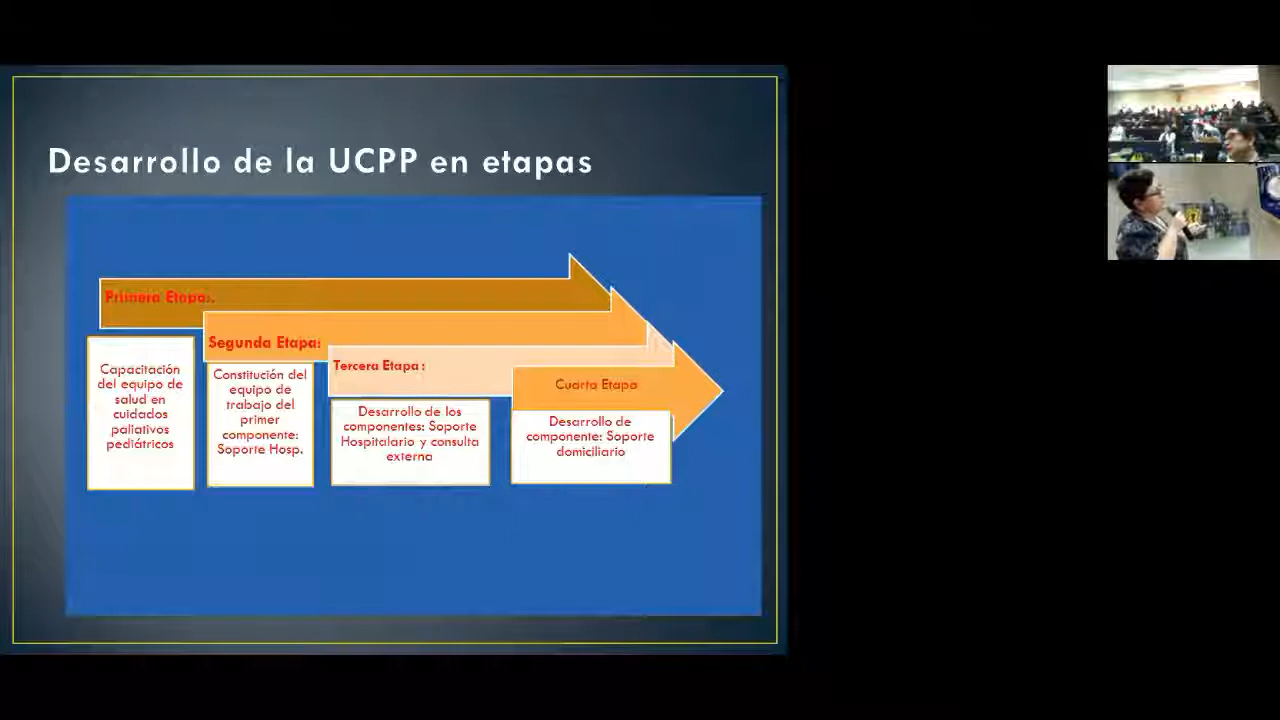 Desarrollo de la UCPP en etapas
Primera Etapa:.
Capacitación
del equipo de
salud en
cuidados
paliativos
pediátricos
Segunda Etapa:
Constitución del
equipo de
trabajo del
primer
componente:
Soporte Hosp.
Tercera Etapa :
Desarrollo de los
componentes: Soporte
Hospitalario y consulta
externa
Cuarta Etapa
Desarrollo de
componente: Soporte
domiciliario